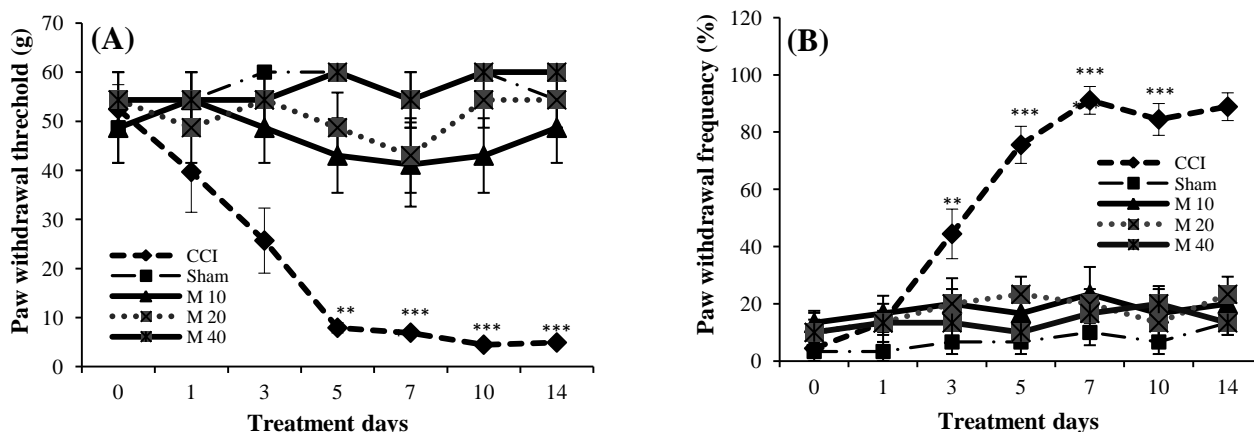 (A)
Paw withdrawal threchold (g)
70
60
50
40
30
20
10
0
** *** *** ***
CCI
Sham
M 10
M 20
M 40
0 1 3 5 7 10 14
Treatment days
(B)
Paw withdrawal frequency (%)
120
100
80
60
40
20
0
** *** *** ***
CCI
Sham
M 10
M 20
M 40
0 1 3 5 7 10 14
Treatment days